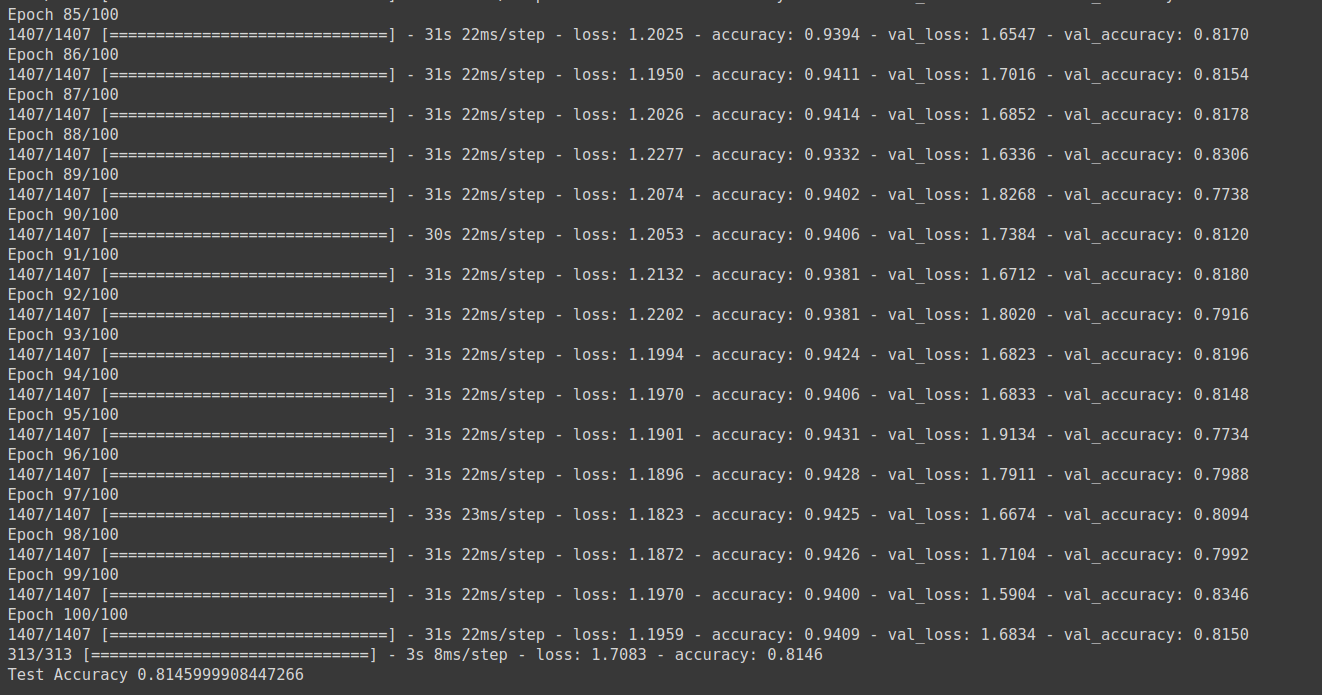 Epoch 85/100
1407/1407 [==============================] - 31s 22ms/step - loss: 1.2025 - accuracy: 0.9394 - val_loss: 1.6547 - val_accuracy: 0.8170
Epoch 86/100
1407/1407 [==============================] - 31s 22ms/step - loss: 1.1950 - accuracy: 0.9411 - val_loss: 1.7016 - val_accuracy: 0.8154
Epoch 87/100
1407/1407 [==============================] - 31s 22ms/step - loss: 1.2026 - accuracy: 0.9414 - val_loss: 1.6852 - val_accuracy: 0.8178
Epoch 88/100
1407/1407 [==============================] - 31s 22ms/step - loss: 1.2277 - accuracy: 0.9332 - val_loss: 1.6336 - val_accuracy: 0.8306
Epoch 89/100
1407/1407 [==============================] - 31s 22ms/step - loss: 1.2074 - accuracy: 0.9402 - val_loss: 1.8268 - val_accuracy: 0.7738
Epoch 90/100
1407/1407 [==============================] - 30s 22ms/step - loss: 1.2053 - accuracy: 0.9406 - val_loss: 1.7384 - val_accuracy: 0.8120
Epoch 91/100
1407/1407 [==============================] - 31s 22ms/step - loss: 1.2132 - accuracy: 0.9381 - val_loss: 1.6712 - val_accuracy: 0.8180
Epoch 92/100
1407/1407 [==============================] - 31s 22ms/step - loss: 1.2202 - accuracy: 0.9381 - val_loss: 1.8020 - val_accuracy: 0.7916
Epoch 93/100
1407/1407 [==============================] - 31s 22ms/step - loss: 1.1994 - accuracy: 0.9424 - val_loss: 1.6823 - val_accuracy: 0.8196
Epoch 94/100
1407/1407 [==============================] - 31s 22ms/step - loss: 1.1970 - accuracy: 0.9406 - val_loss: 1.6833 - val_accuracy: 0.8148
Epoch 95/100
1407/1407 [==============================] - 31s 22ms/step - loss: 1.1901 - accuracy: 0.9431 - val_loss: 1.9134 - val_accuracy: 0.7734
Epoch 96/100
1407/1407 [==============================] - 31s 22ms/step - loss: 1.1896 - accuracy: 0.9428 - val_loss: 1.7911 - val_accuracy: 0.7988
Epoch 97/100
1407/1407 [==============================] - 33s 23ms/step - loss: 1.1823 - accuracy: 0.9425 - val_loss: 1.6674 - val_accuracy: 0.8094
Epoch 98/100
1407/1407 [==============================] - 31s 22ms/step - loss: 1.1872 - accuracy: 0.9426 - val_loss: 1.7104 - val_accuracy: 0.7992
Epoch 99/100
1407/1407 [==============================] - 31s 22ms/step - loss: 1.1970 - accuracy: 0.9400 - val_loss: 1.5904 - val_accuracy: 0.8346
Epoch 100/100
1407/1407 [==============================] - 31s 22ms/step - loss: 1.1959 - accuracy: 0.9409 - val_loss: 1.6834 - val_accuracy: 0.8150
313/313 [==============================] - 3s 8ms/step - loss: 1.7083 - accuracy: 0.8146
Test Accuracy 0.8145999908447266